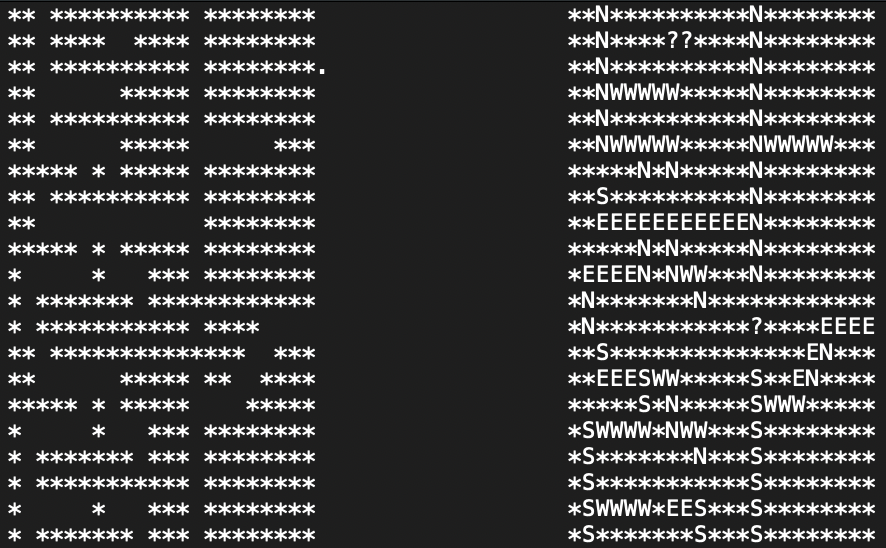 ** ********** ********                  **N**********N********
** ****  **** ********                  **N****??****N********
** ********** ********.                 **N**********N********
**      ***** ********                  **NWWWWW*****N********
** ********** ********                  **N**********N********
**      *****      ***                  **NWWWWW*****NWWWWW***
***** * ***** ********                  *****N*N*****N********
** ********** ********                  **S**********N********
**            ********                  **EEEEEEEEEEEN********
***** * ***** ********                  *****N*N*****N********
*     *   *** ********                  *EEEEN*NWW***N********
* ******* ************                  *N*******N************
* *********** ****                      *N***********?****EEEE
** **************  ***                  **S**************EN***
**      ***** **  ****                  **EEESWW*****S**EN****
***** * *****    *****                  *****S*N*****SWWW*****
*     *   *** ********                  *SWWWW*NWW***S********
* ******* *** ********                  *S*******N***S********
* *********** ********                  *S***********S********
*     *   *** ********                  *SWWWW*EES***S********
* ******* *** ********                  *S*******S***S********